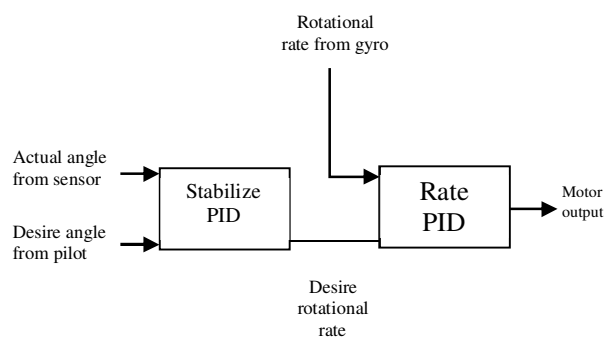 Rotational
rate from gyro
Actual angle
from sensor
Stabilize
PID
Rate
PID
Motor
output
Desire angle
from pilot
Desire
rotational
rate